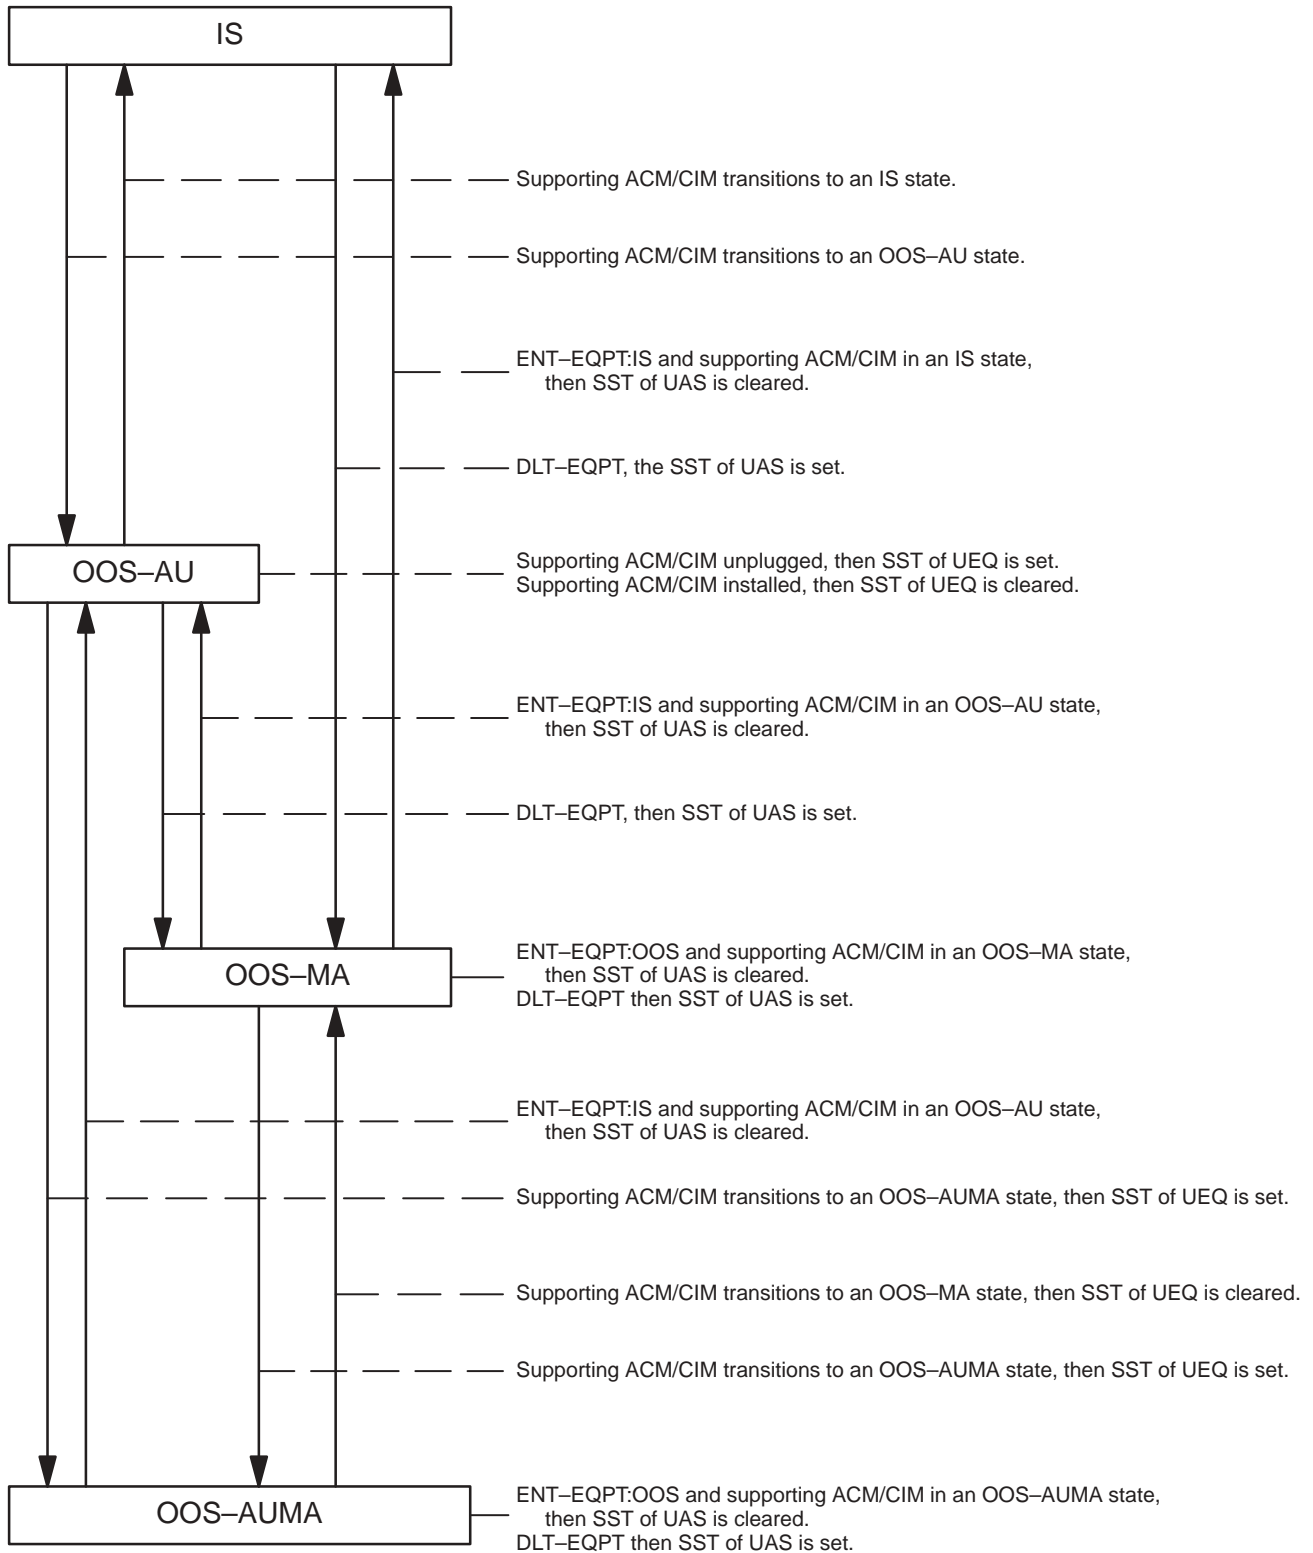 IS
Supporting ACM/CIM transitions to an IS state.
Supporting ACM/CIM transitions to an OOS–AU state.
ENT–EQPT:IS and supporting ACM/CIM in an IS state,
then SST of UAS is cleared.
DLT–EQPT, the SST of UAS is set.
OOS–AU
Supporting ACM/CIM unplugged, then SST of UEQ is set.
Supporting ACM/CIM installed, then SST of UEQ is cleared.
ENT–EQPT:IS and supporting ACM/CIM in an OOS–AU state,
then SST of UAS is cleared.
DLT–EQPT, then SST of UAS is set.
OOS–MA
ENT–EQPT:OOS and supporting ACM/CIM in an OOS–MA state,
then SST of UAS is cleared.
DLT–EQPT then SST of UAS is set.
ENT–EQPT:IS and supporting ACM/CIM in an OOS–AU state,
then SST of UAS is cleared.
Supporting ACM/CIM transitions to an OOS–AUMA state, then SST of UEQ is set.
Supporting ACM/CIM transitions to an OOS–MA state, then SST of UEQ is cleared.
Supporting ACM/CIM transitions to an OOS–AUMA state, then SST of UEQ is set.
OOS–AUMA
ENT–EQPT:OOS and supporting ACM/CIM in an OOS–AUMA state,
then SST of UAS is cleared.
DLT–EQPT then SST of UAS is set.